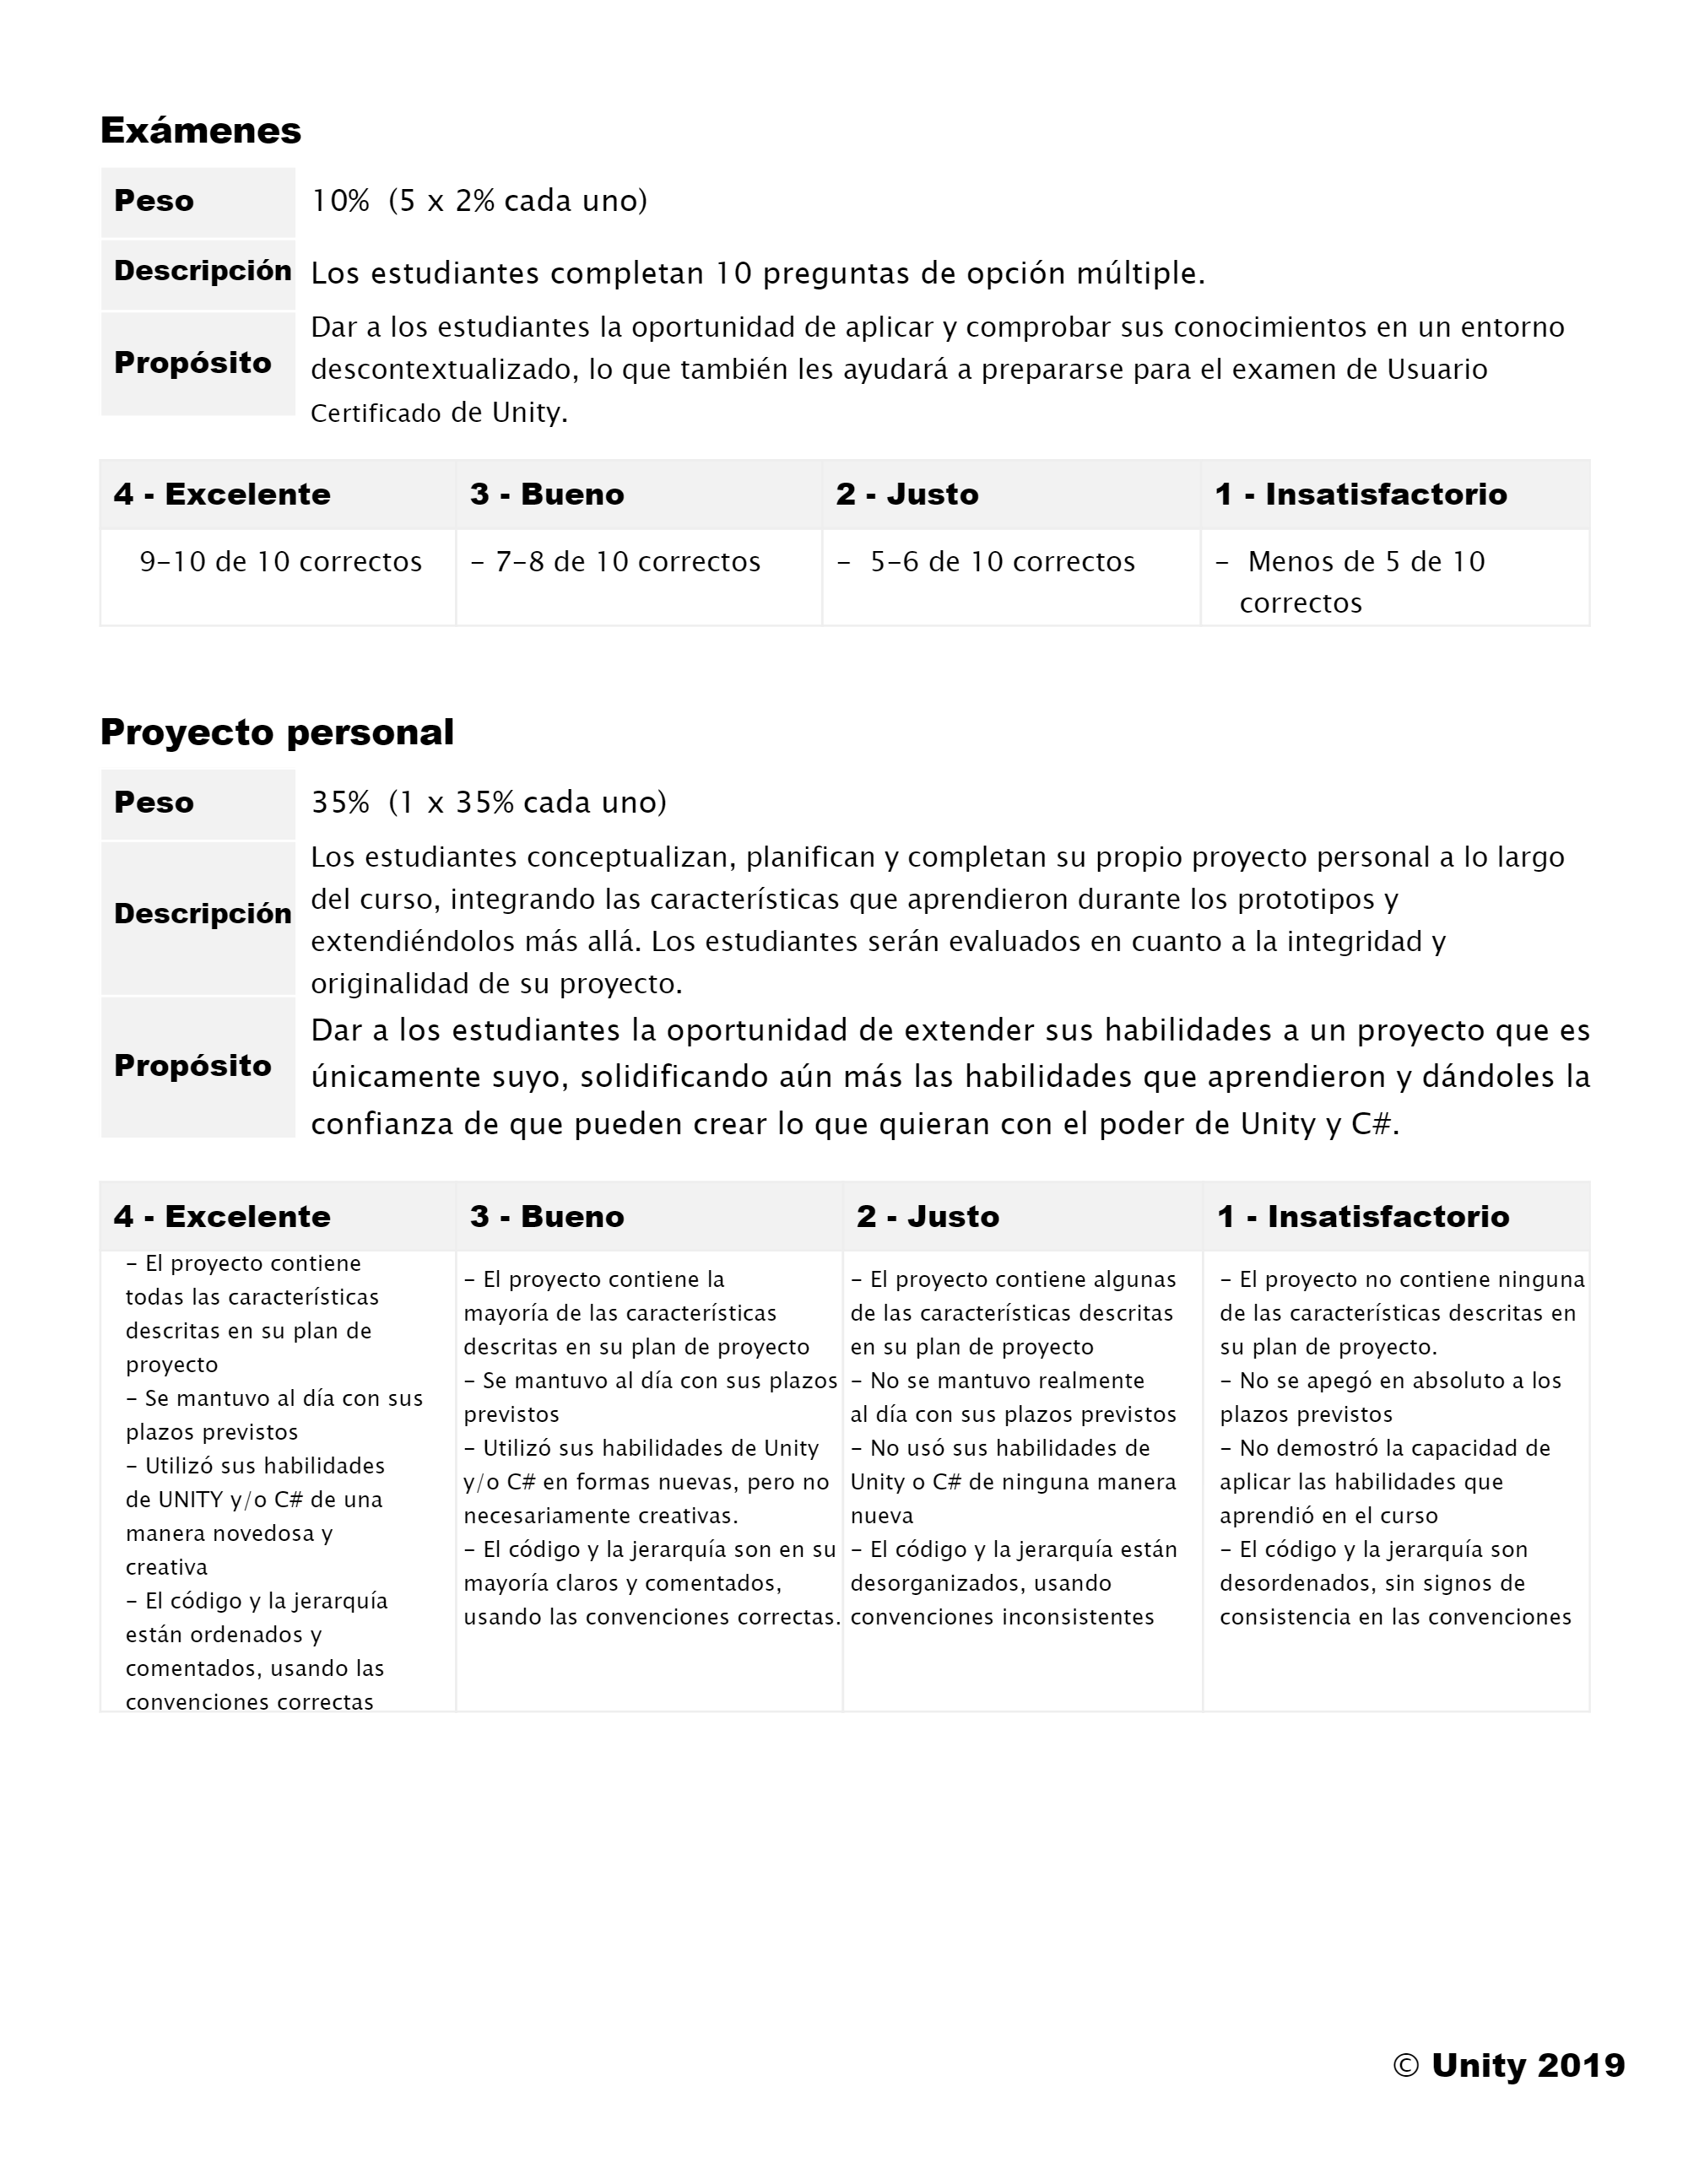 Exámenes
Peso
10%  (5 x 2% cada uno)
Descripción
Los estudiantes completan 10 preguntas de opción múltiple.
Propósito
Dar a los estudiantes la oportunidad de aplicar y comprobar sus conocimientos en un entorno
descontextualizado, lo que también les ayudará a prepararse para el examen de Usuario
Certificado de Unity.
4 - Excelente
3 - Bueno
2 - Justo
1 - Insatisfactorio
9–10 de 10 correctos
– 7–8 de 10 correctos
–  5–6 de 10 correctos
–  Menos de 5 de 10
correctos
Proyecto personal
Peso
35%  (1 x 35% cada uno)
Descripción
Los estudiantes conceptualizan, planifican y completan su propio proyecto personal a lo largo
del curso, integrando las características que aprendieron durante los prototipos y
extendiéndolos más allá. Los estudiantes serán evaluados en cuanto a la integridad y
originalidad de su proyecto.
Propósito
Dar a los estudiantes la oportunidad de extender sus habilidades a un proyecto que es
únicamente suyo, solidificando aún más las habilidades que aprendieron y dándoles la
confianza de que pueden crear lo que quieran con el poder de Unity y C#.
4 - Excelente
3 - Bueno
2 - Justo
1 - Insatisfactorio
– El proyecto contiene
todas las características
descritas en su plan de
proyecto
– Se mantuvo al día con sus
plazos previstos
– Utilizó sus habilidades
de UNITY y/o C# de una
manera novedosa y
creativa
– El código y la jerarquía
están ordenados y
comentados, usando las
convenciones correctas
– El proyecto contiene la
mayoría de las características
descritas en su plan de proyecto
– Se mantuvo al día con sus plazos
previstos
– Utilizó sus habilidades de Unity
y/o C# en formas nuevas, pero no
necesariamente creativas.
– El código y la jerarquía son en su
mayoría claros y comentados,
usando las convenciones correctas.
– El proyecto contiene algunas
de las características descritas
en su plan de proyecto
– No se mantuvo realmente
al día con sus plazos previstos
– No usó sus habilidades de
Unity o C# de ninguna manera
nueva
– El código y la jerarquía están
desorganizados, usando
convenciones inconsistentes
– El proyecto no contiene ninguna
de las características descritas en
su plan de proyecto.
– No se apegó en absoluto a los
plazos previstos
– No demostró la capacidad de
aplicar las habilidades que
aprendió en el curso
– El código y la jerarquía son
desordenados, sin signos de
consistencia en las convenciones
© Unity 2019